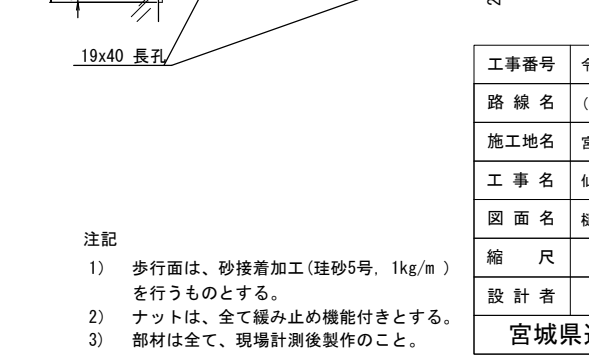 19x40 長孔
工事番号
路 線 名
施工地名
工 事 名
図 面 名
縮 尺
設 計 者
宮城県
注記
1) 歩行面は、砂接着加工(珪砂5号, 1kg/m )
を行うものとする。
2) ナットは、全て緩み止め機能付きとする。
3) 部材は全て、現場計測後製作のこと。